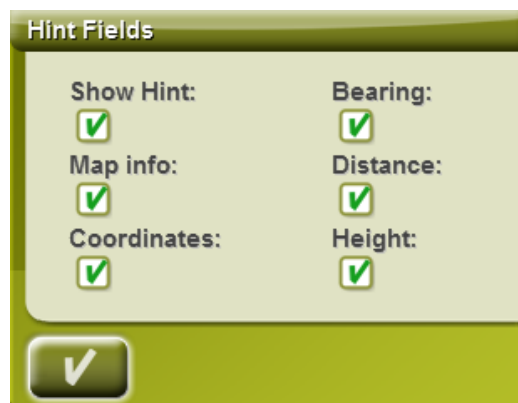 Hint Fields
Show Hint:
Bearing:
Map info:
Distance:
Coordinates:
Height: